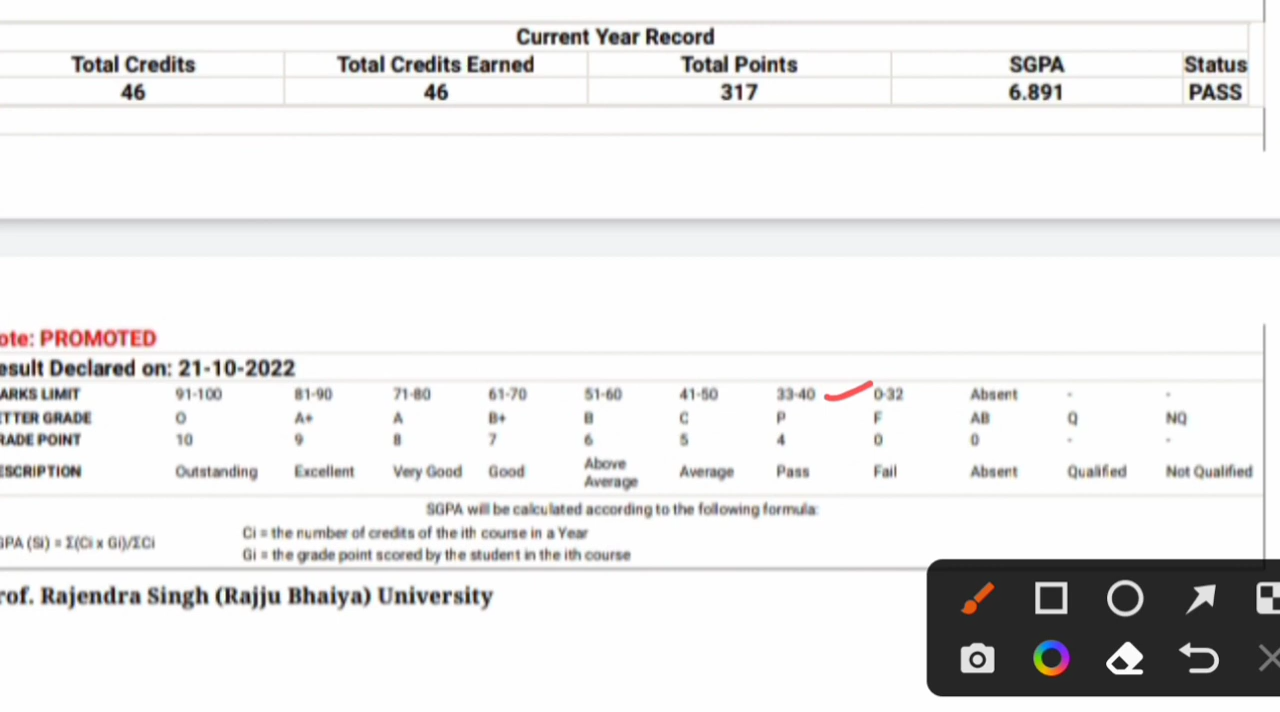 Current Year Record
Total Credits Total Credits Earned Total Points SGPA Status
46 46 317 6.891 PASS
ote: PROMOTED
esult Declared on: 21-10-2022
ARKS LIMIT 91-100 81-90 71-80 61-70 51-60 41-50 33-40 0-32 Absent - -
ETTER GRADE O A+ A B+ B C P F AB Q NQ
RADE POINT 10 9 8 7 6 5 4 0 0 - -
ESCRIPTION Outstanding Excellent Very Good Good Above Average Average Pass Fail Absent Qualified Not Qualified
SGPA will be calculated according to the following formula:
GPA (Si) = Σ(Ci x Gi)/ΣCi
Ci = the number of credits of the ith course in a Year
Gi = the grade point scored by the student in the ith course
rof. Rajendra Singh (Rajju Bhaiya) University